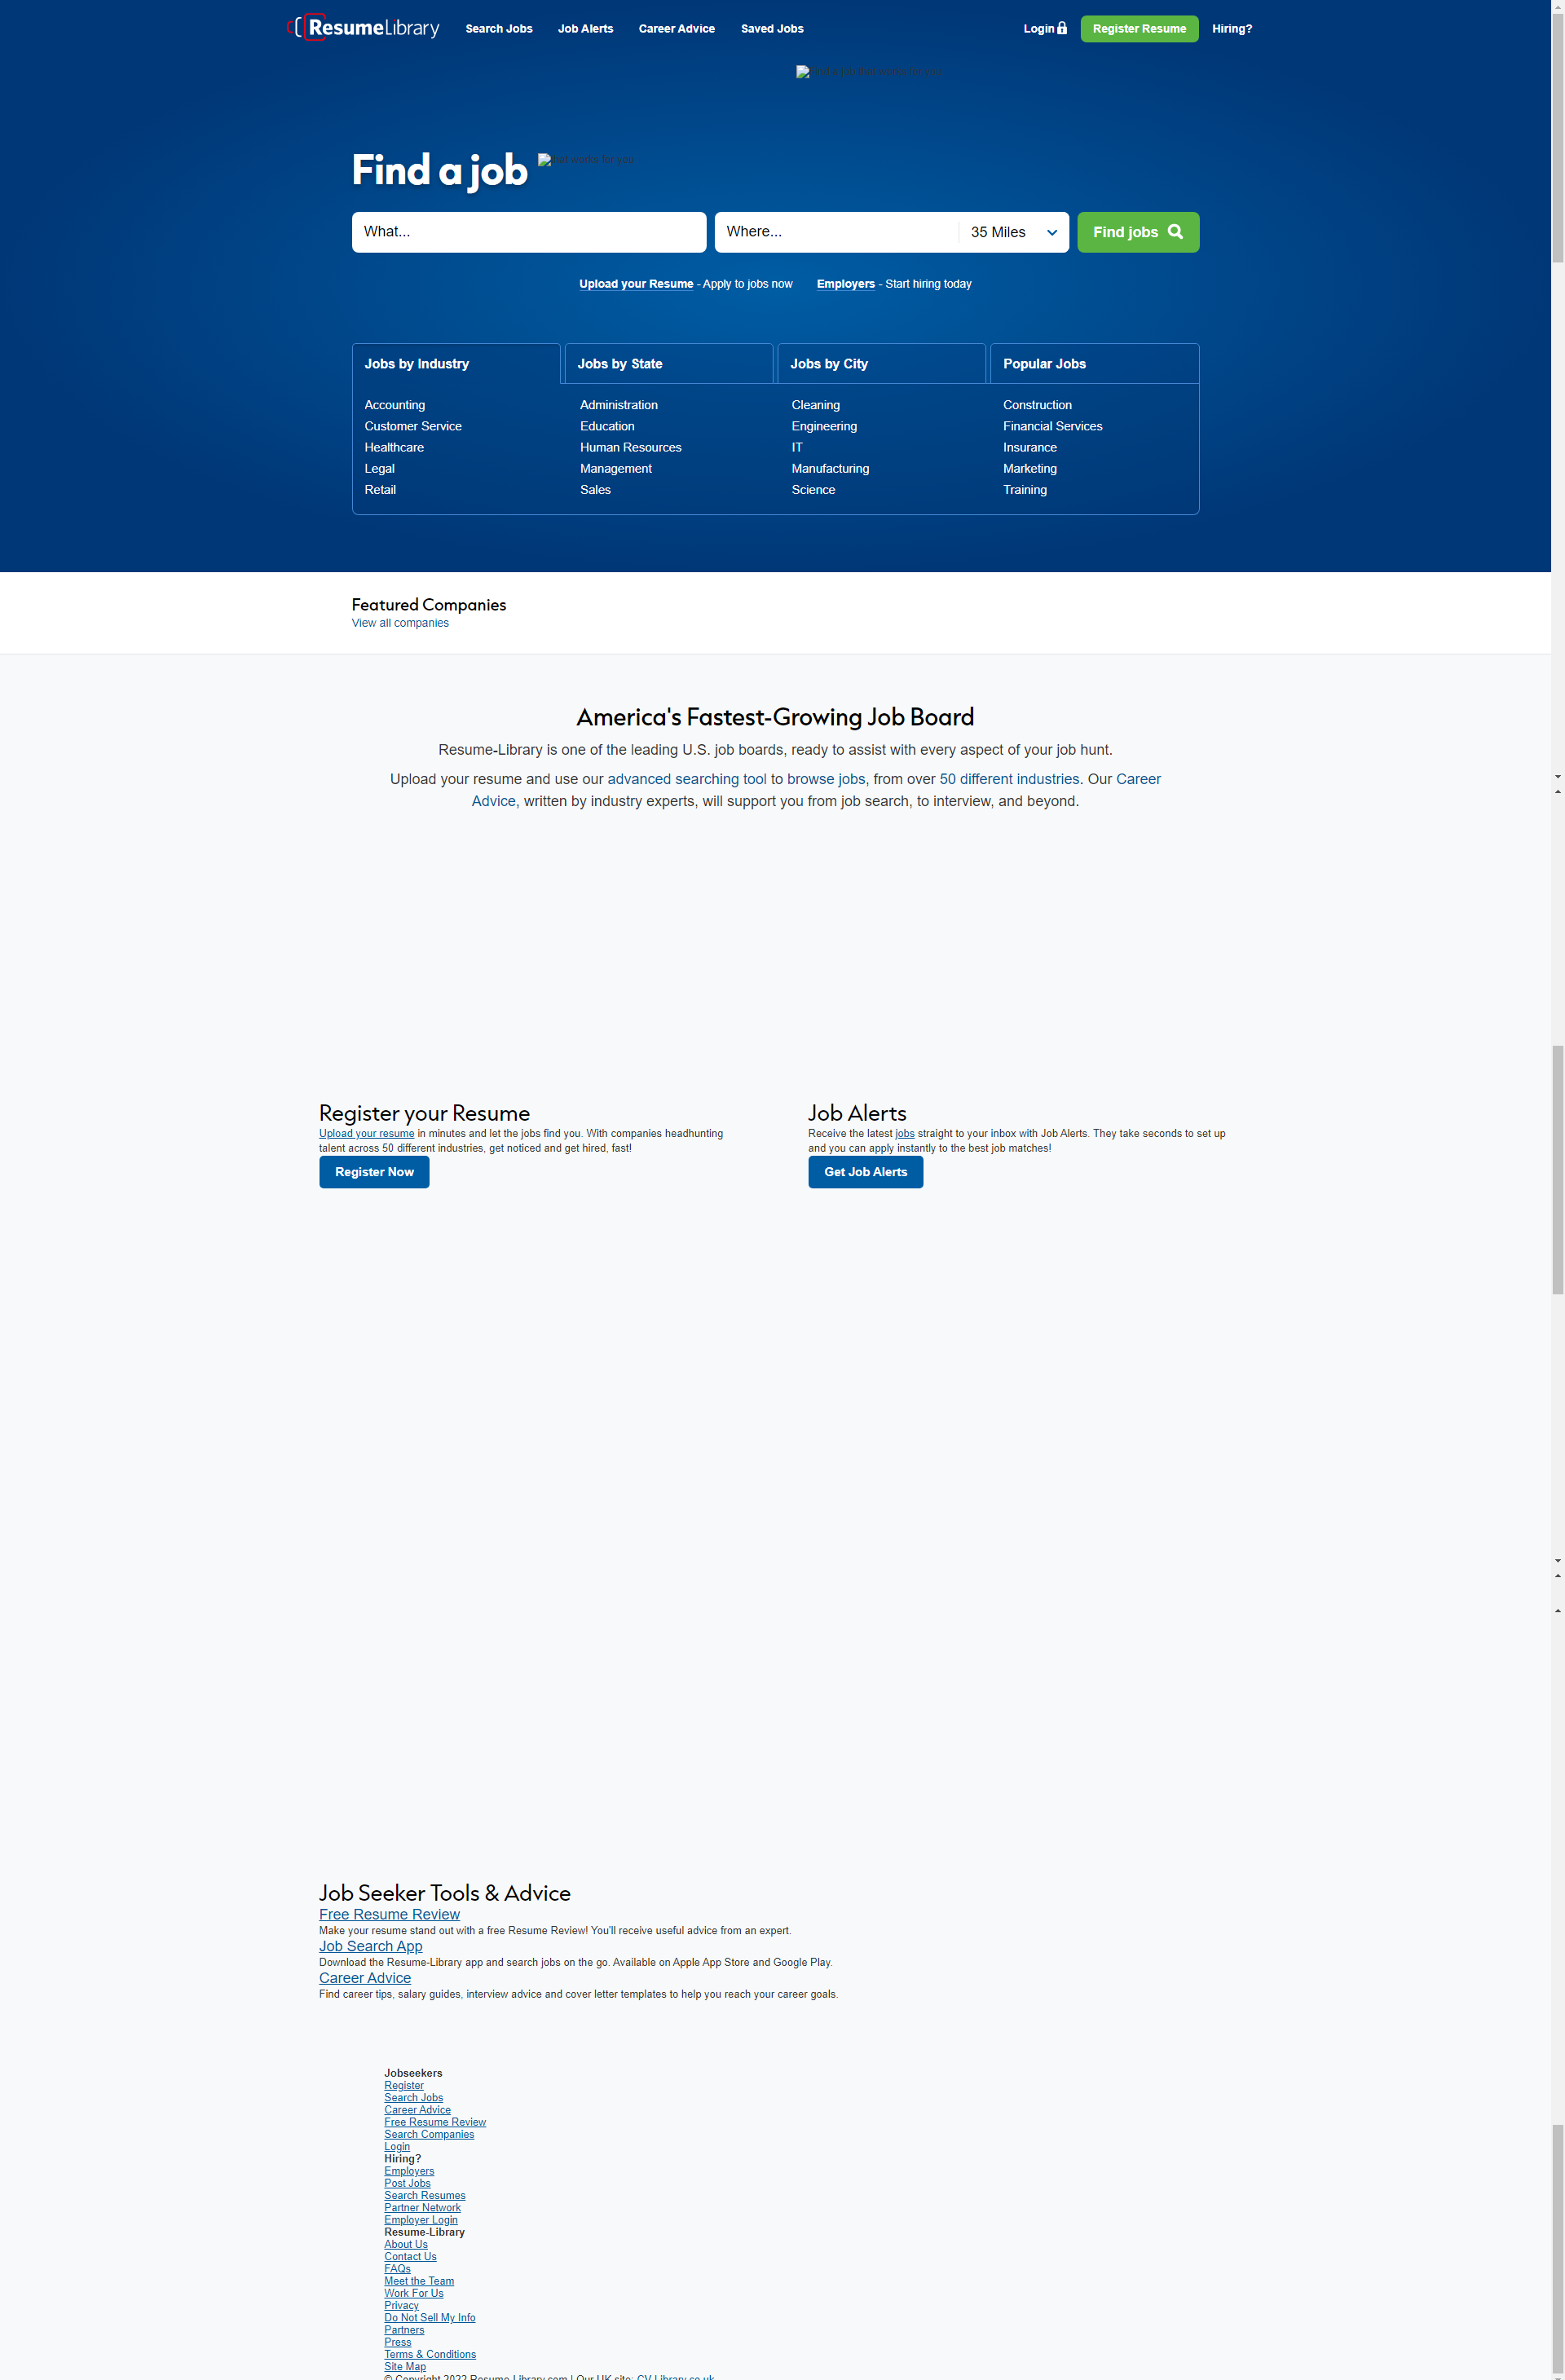 ResumeLibrary
Search Jobs
Job Alerts
Career Advice
Saved Jobs
Login
Register Resume
Hiring?
Find a job
that works for you
What...
Where...
35 Miles
Find jobs
Upload your Resume - Apply to jobs now
Employers - Start hiring today
Jobs by Industry
Jobs by State
Jobs by City
Popular Jobs
Accounting
Administration
Cleaning
Construction
Customer Service
Education
Engineering
Financial Services
Healthcare
Human Resources
IT
Insurance
Legal
Management
Manufacturing
Marketing
Retail
Sales
Science
Training
Featured Companies
View all companies
America's Fastest-Growing Job Board
Resume-Library is one of the leading U.S. job boards, ready to assist with every aspect of your job hunt.
Upload your resume and use our advanced searching tool to browse jobs, from over 50 different industries. Our Career
Advice, written by industry experts, will support you from job search, to interview, and beyond.
Register your Resume
Upload your resume in minutes and let the jobs find you. With companies headhunting
talent across 50 different industries, get noticed and get hired, fast!
Register Now
Job Alerts
Receive the latest jobs straight to your inbox with Job Alerts. They take seconds to set up
and you can apply instantly to the best job matches!
Get Job Alerts
Job Seeker Tools & Advice
Free Resume Review
Make your resume stand out with a free Resume Review! You'll receive useful advice from an expert.
Job Search App
Download the Resume-Library app and search jobs on the go. Available on Apple App Store and Google Play.
Career Advice
Find career tips, salary guides, interview advice and cover letter templates to help you reach your career goals.
Jobseekers
Register
Search Jobs
Career Advice
Free Resume Review
Search Companies
Login
Hiring?
Employers
Post Jobs
Search Resumes
Partner Network
Employer Login
Resume-Library
About Us
Contact Us
FAQs
Meet the Team
Work For Us
Privacy
Do Not Sell My Info
Partners
Press
Terms & Conditions
Site Map
© Copyright 2022 Resume-Library.com | Our UK site: CV-Library.co.uk